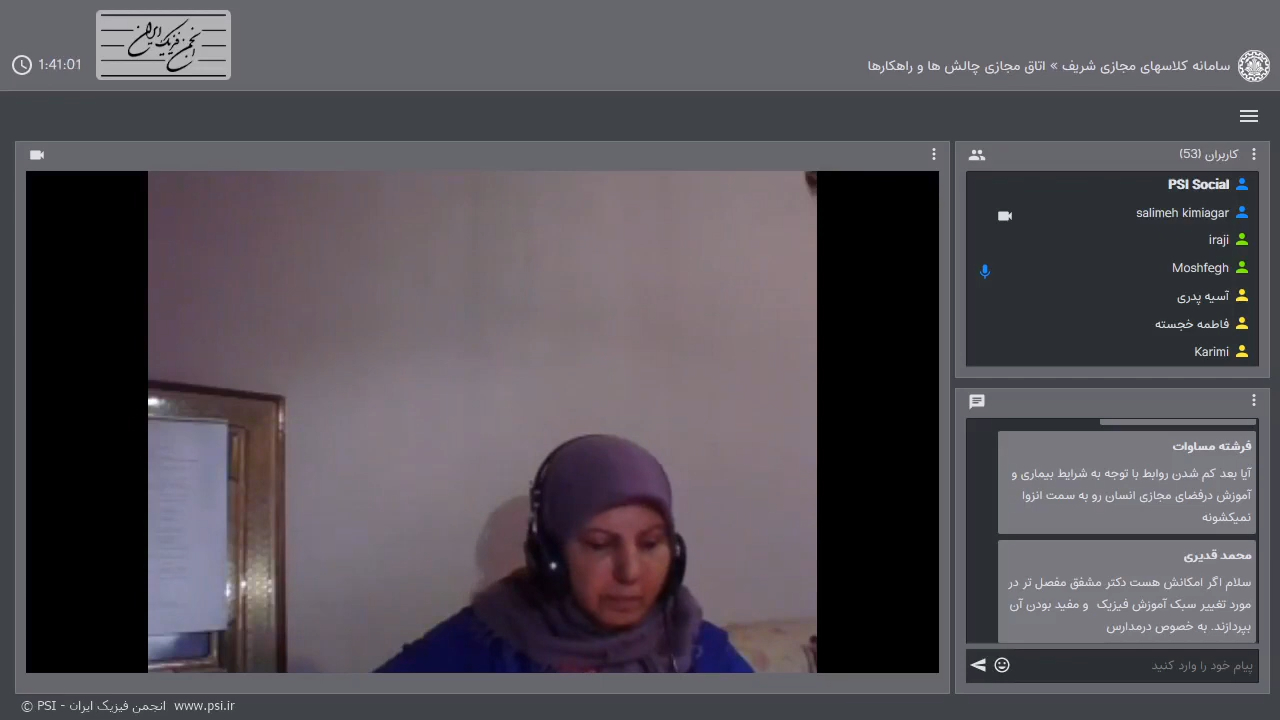 انجمن فیزیک ایران
1:41:01
سامانه کلاسهای مجازی شریف » اتاق مجازی چالش ها و راهکارها
کاربران (53)
PSI Social
salimeh kimiagar
iraji
Moshfegh
آسیه پدری
فاطمه خجسته
Karimi
فرشته مساوات
آیا بعد کم شدن روابط با توجه به شرایط بیماری و
آموزش درفضای مجازی انسان رو به سمت انزوا
نمیکشونه
محمد قدیری
سلام اگر امکانش هست دکتر مشفق مفصل تر در
مورد تغییر سبک آموزش فیزیک و مفید بودن آن
بپردازند. به خصوص درمدارس
پیام خود را وارد کنید
© PSI - انجمن فیزیک ایران www.psi.ir